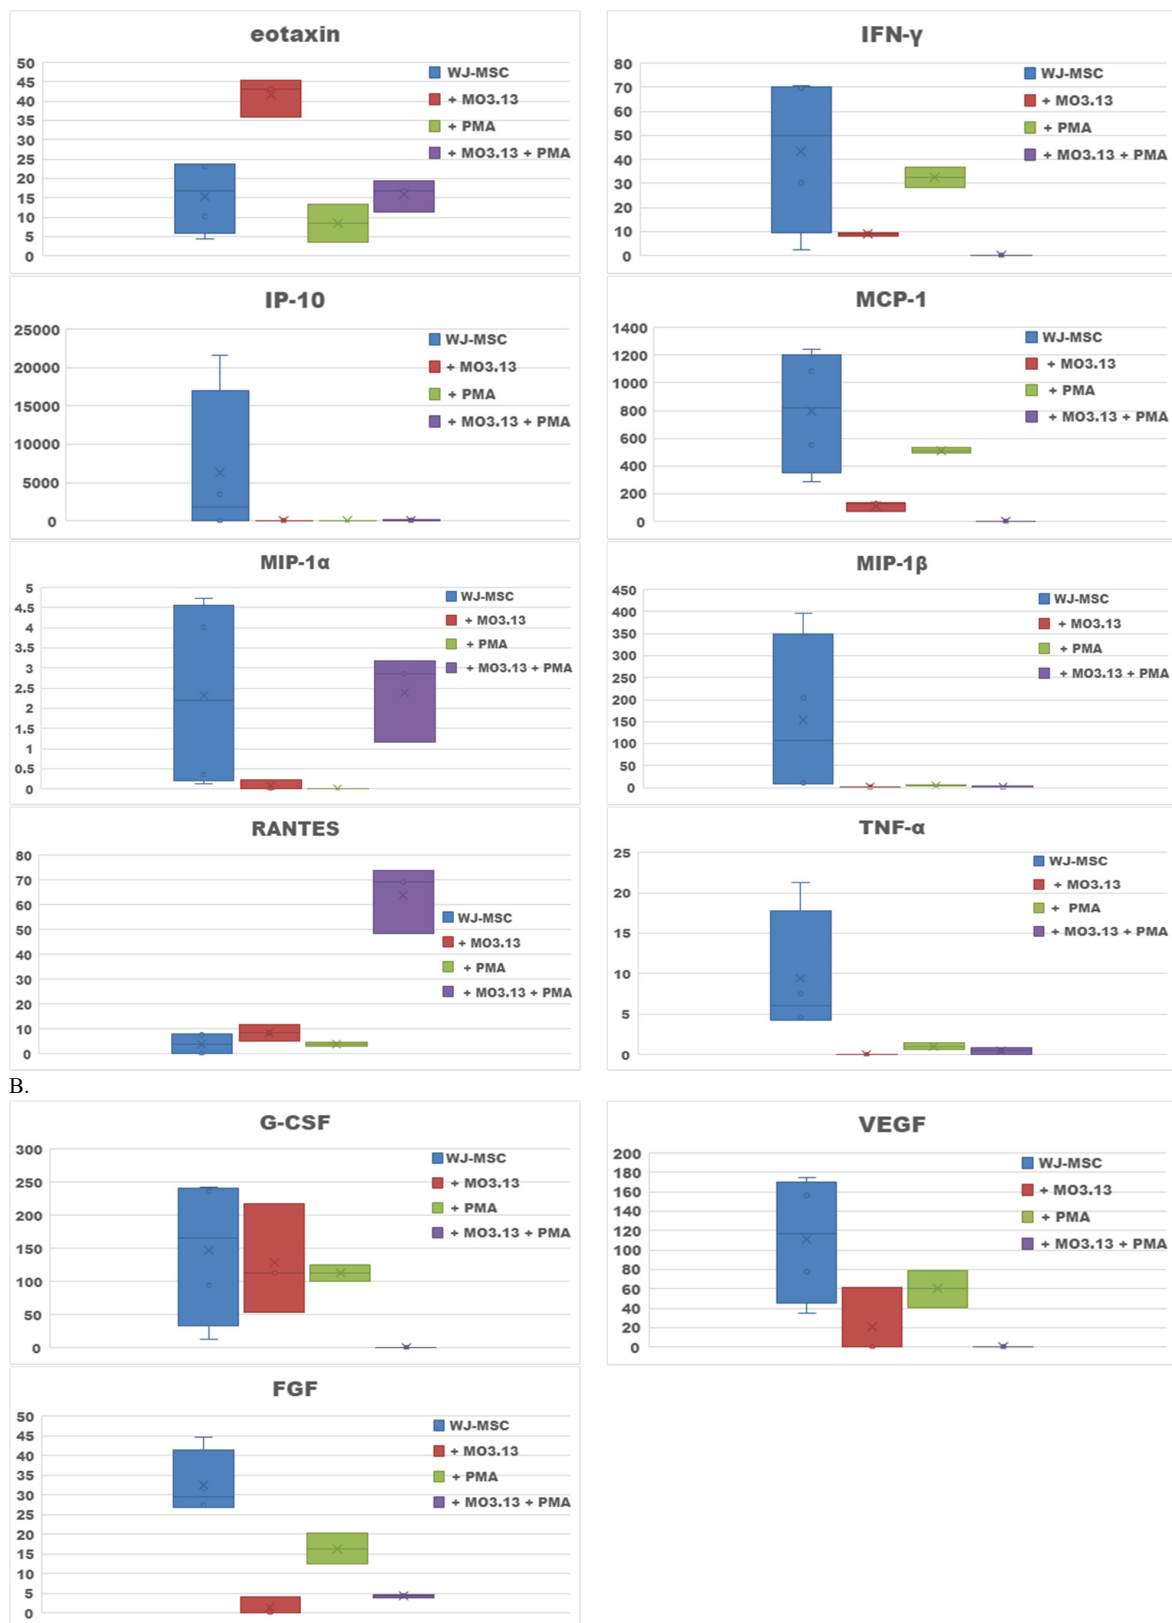 eotaxin
50
45
40
35
30
25
20
15
10
5
0
WJ-MSC
+ MO3.13
+ PMA
+ MO3.13 + PMA
IFN-γ
80
70
60
50
40
30
20
10
0
WJ-MSC
+ MO3.13
+ PMA
+ MO3.13 + PMA
IP-10
25000
20000
15000
10000
5000
0
WJ-MSC
+ MO3.13
+ PMA
+ MO3.13 + PMA
MCP-1
1400
1200
1000
800
600
400
200
0
WJ-MSC
+ MO3.13
+ PMA
+ MO3.13 + PMA
MIP-1α
5
4.5
4
3.5
3
2.5
2
1.5
1
0.5
0
WJ-MSC
+ MO3.13
+ PMA
+ MO3.13 + PMA
MIP-1β
450
400
350
300
250
200
150
100
50
0
WJ-MSC
+ MO3.13
+ PMA
+ MO3.13 + PMA
RANTES
80
70
60
50
40
30
20
10
0
WJ-MSC
+ MO3.13
+ PMA
+ MO3.13 + PMA
TNF-α
25
20
15
10
5
0
WJ-MSC
+ MO3.13
+ PMA
+ MO3.13 + PMA
B.
G-CSF
300
250
200
150
100
50
0
WJ-MSC
+ MO3.13
+ PMA
+ MO3.13 + PMA
VEGF
200
180
160
140
120
100
80
60
40
20
0
WJ-MSC
+ MO3.13
+ PMA
+ MO3.13 + PMA
FGF
50
45
40
35
30
25
20
15
10
5
0
WJ-MSC
+ MO3.13
+ PMA
+ MO3.13 + PMA